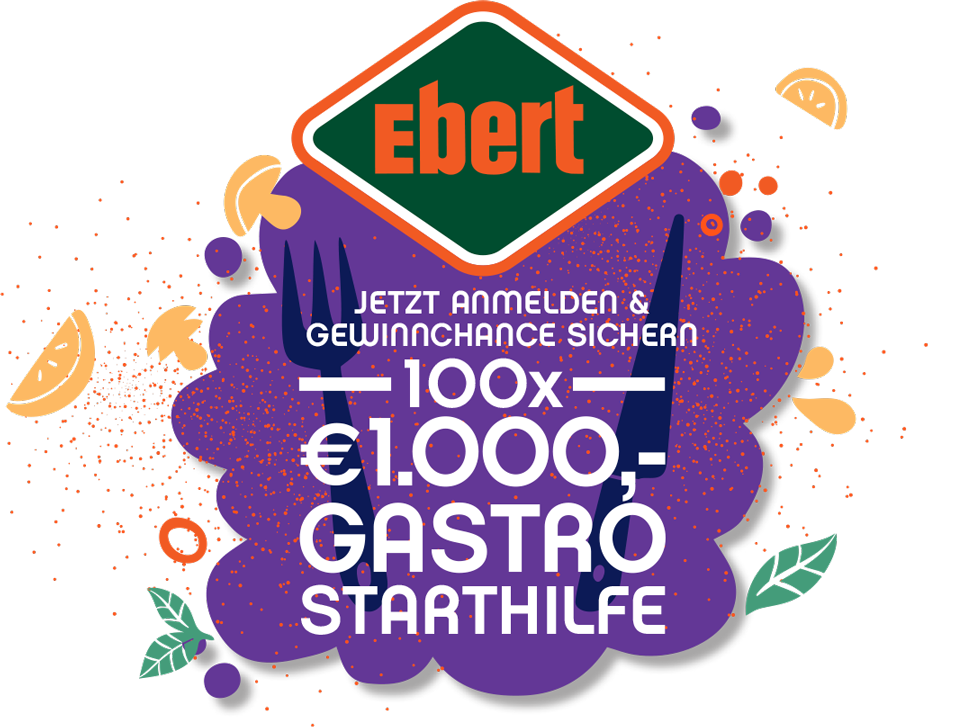 Ebert
JETZT ANMELDEN &
GEWINNCHANCE SICHERN
100x
€1.000,-
GASTRO
STARTHILFE